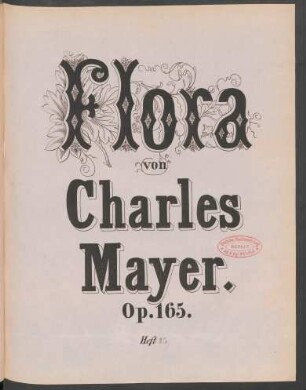 Flora
von
Charles
Mayer.
Op.165.
Heft